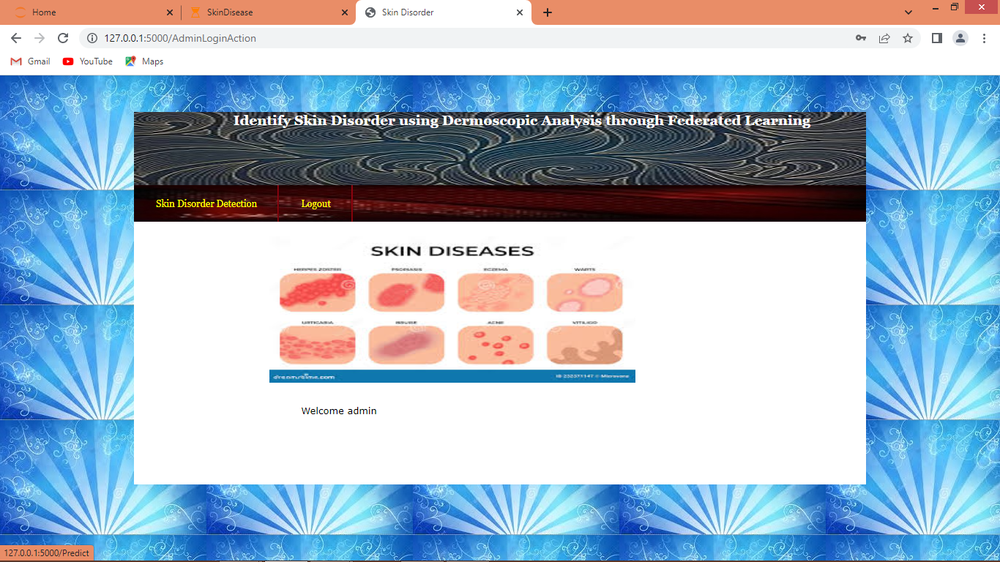 Home
SkinDisease
Skin Disorder
127.0.0.1:5000/AdminLoginAction
Gmail
YouTube
Maps
Identify Skin Disorder using Dermoscopic Analysis through Federated Learning
Skin Disorder Detection
Logout
SKIN DISEASES
HERPES ZOSTER
PSORIASIS
ECZEMA
WARTS
URTICARIA
BRUISE
ACNE
VITILIGO
dreamstime.com
ID 232371147 © Microvone
Welcome admin
127.0.0.1:5000/Predict